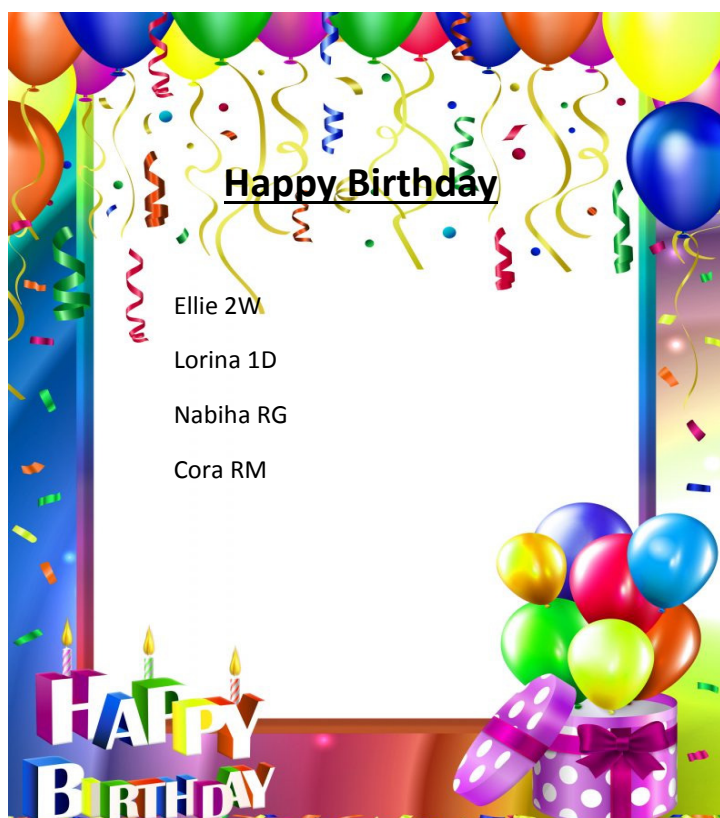 Happy Birthday
Ellie 2W
Lorina 1D
Nabiha RG
Cora RM
HAPPY
BIRTHDAY